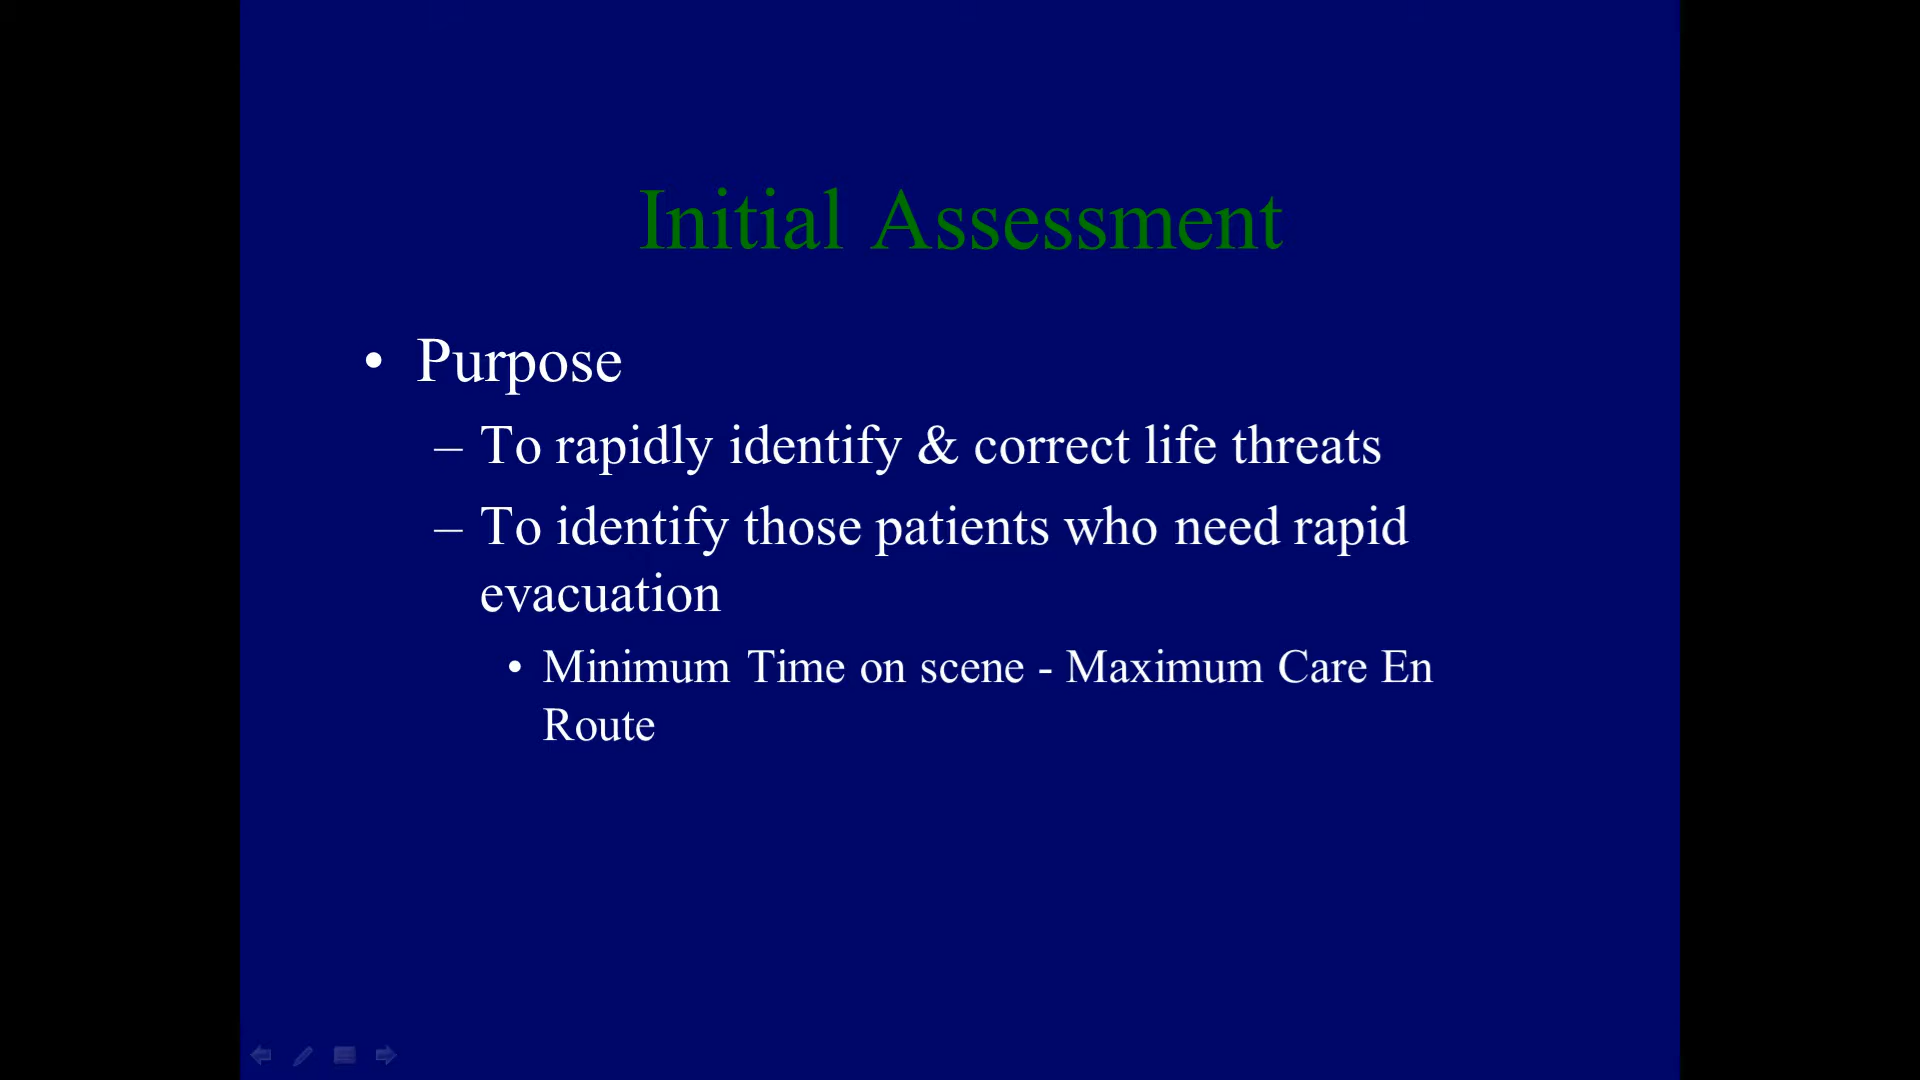 Initial Assessment
• Purpose
– To rapidly identify & correct life threats
– To identify those patients who need rapid
evacuation
• Minimum Time on scene - Maximum Care En
Route